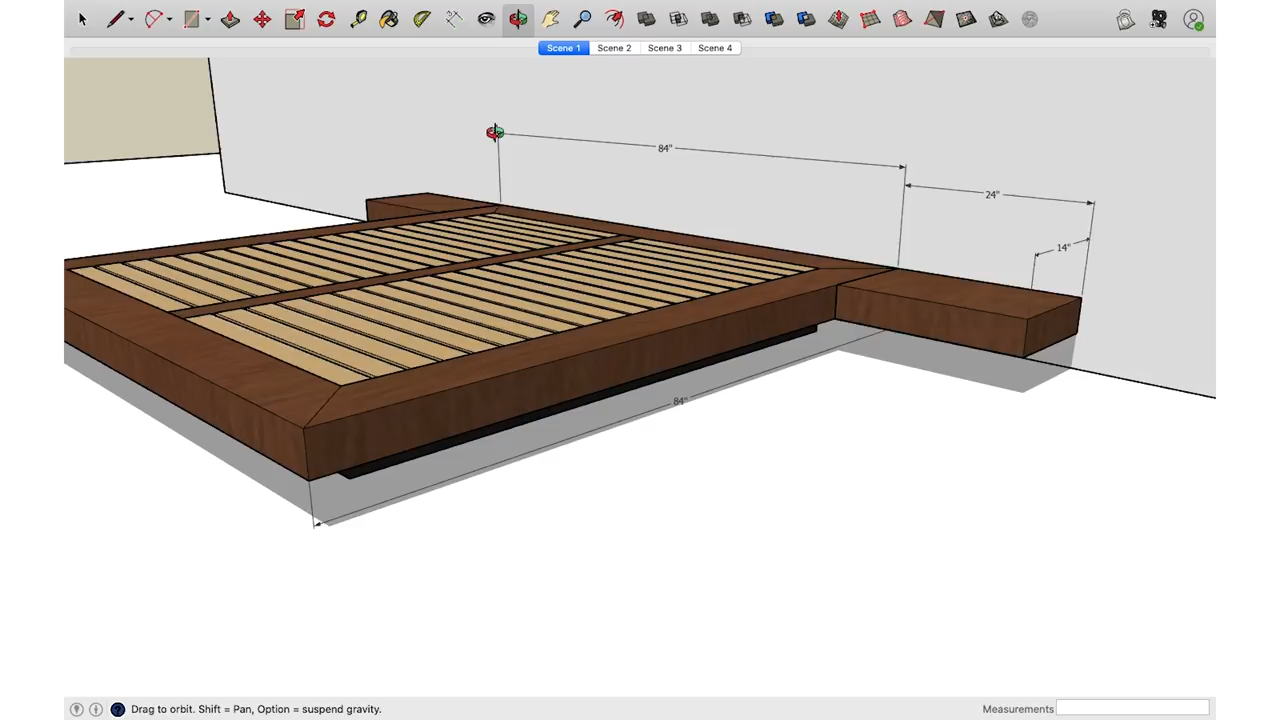 Scene 1
Scene 2
Scene 3
Scene 4
84"
24"
14"
84"
Drag to orbit. Shift = Pan, Option = suspend gravity.
Measurements